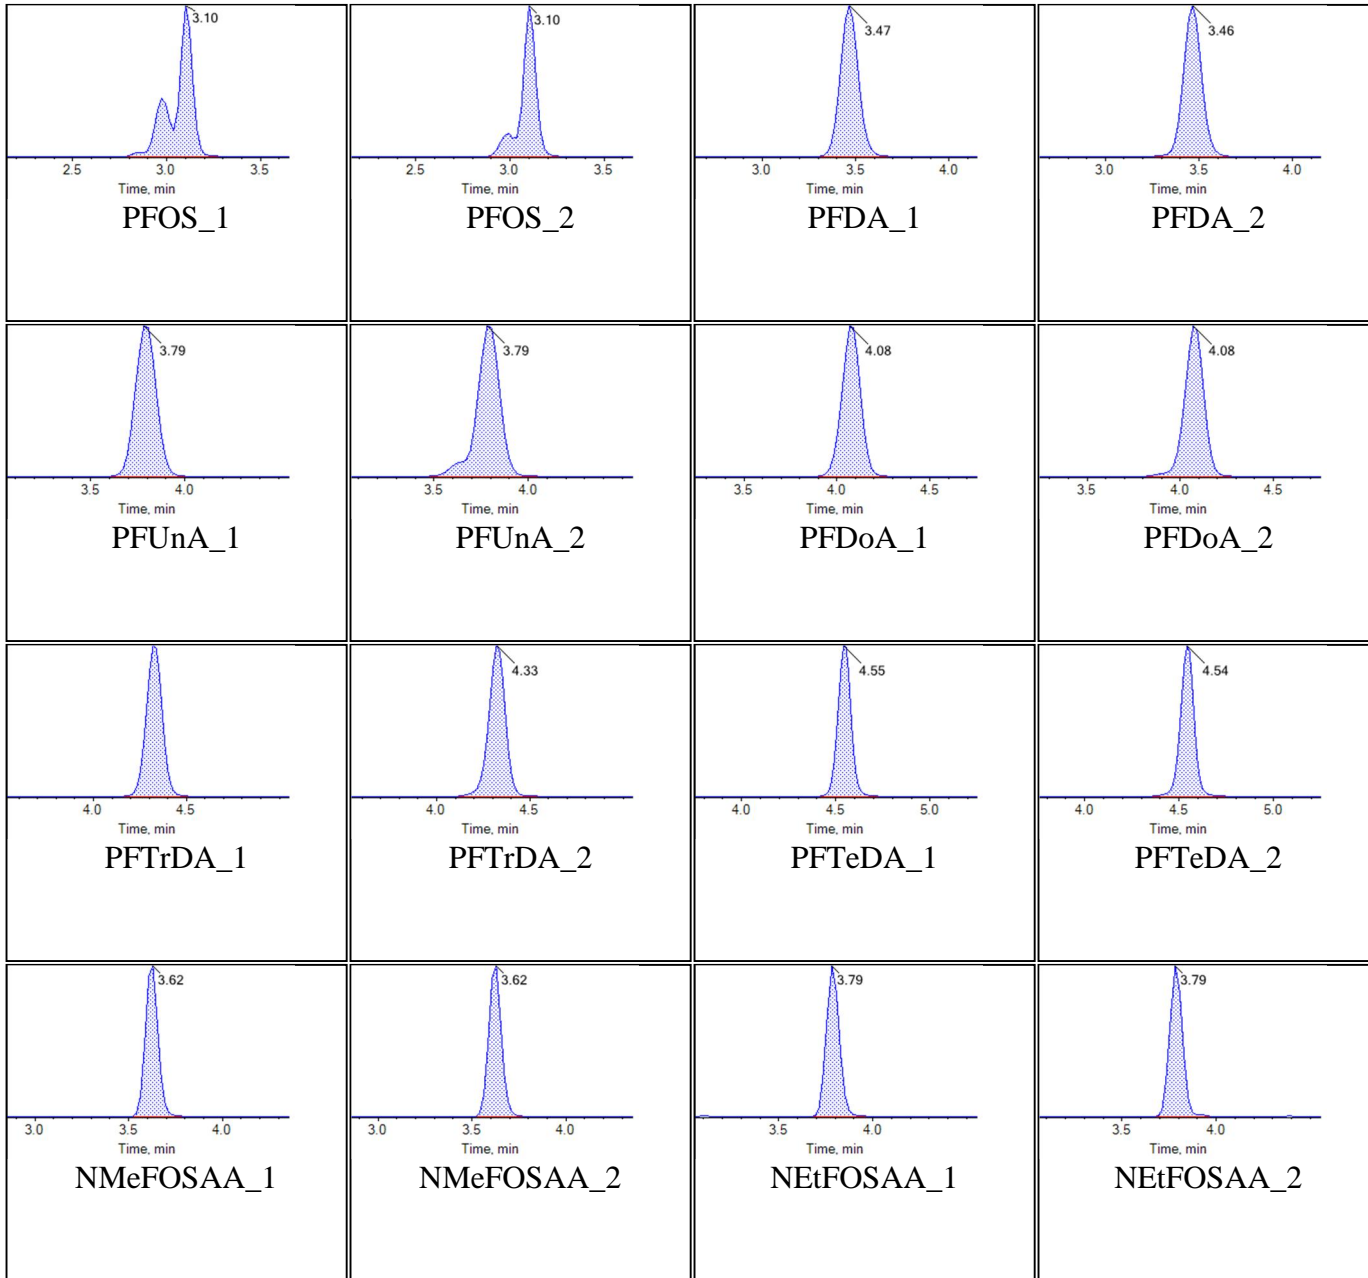 3.10 3.10 3.47 3.46
2.5 3.0 3.5 2.5 3.0 3.5 3.0 3.5 4.0 3.0 3.5 4.0
Time, min Time, min Time, min Time, min
PFOS_1 PFOS_2 PFDA_1 PFDA_2
3.79 3.79 4.08 4.08
3.5 4.0 3.5 4.0 3.5 4.0 4.5 3.5 4.0 4.5
Time, min Time, min Time, min Time, min
PFUnA_1 PFUnA_2 PFDoA_1 PFDoA_2
4.33 4.55 4.54
4.0 4.5 4.0 4.5 4.0 4.5 5.0 4.0 4.5 5.0
Time, min Time, min Time, min Time, min
PFTrDA_1 PFTrDA_2 PFTeDA_1 PFTeDA_2
3.62 3.62 3.79 3.79
3.0 3.5 4.0 3.0 3.5 4.0 3.5 4.0 3.5 4.0
Time, min Time, min Time, min Time, min
NMeFOSAA_1 NMeFOSAA_2 NEtFOSAA_1 NEtFOSAA_2